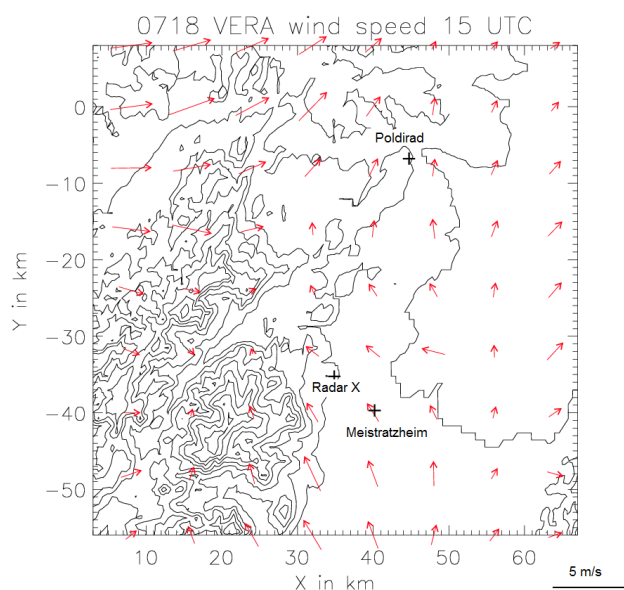 0718 VERA wind speed 15 UTC
0
Poldirad
−10
−20
Y in km
−30
Radar X
−40
Meistratzheim
−50
10 20 30 40 50 60
X in km
5 m/s